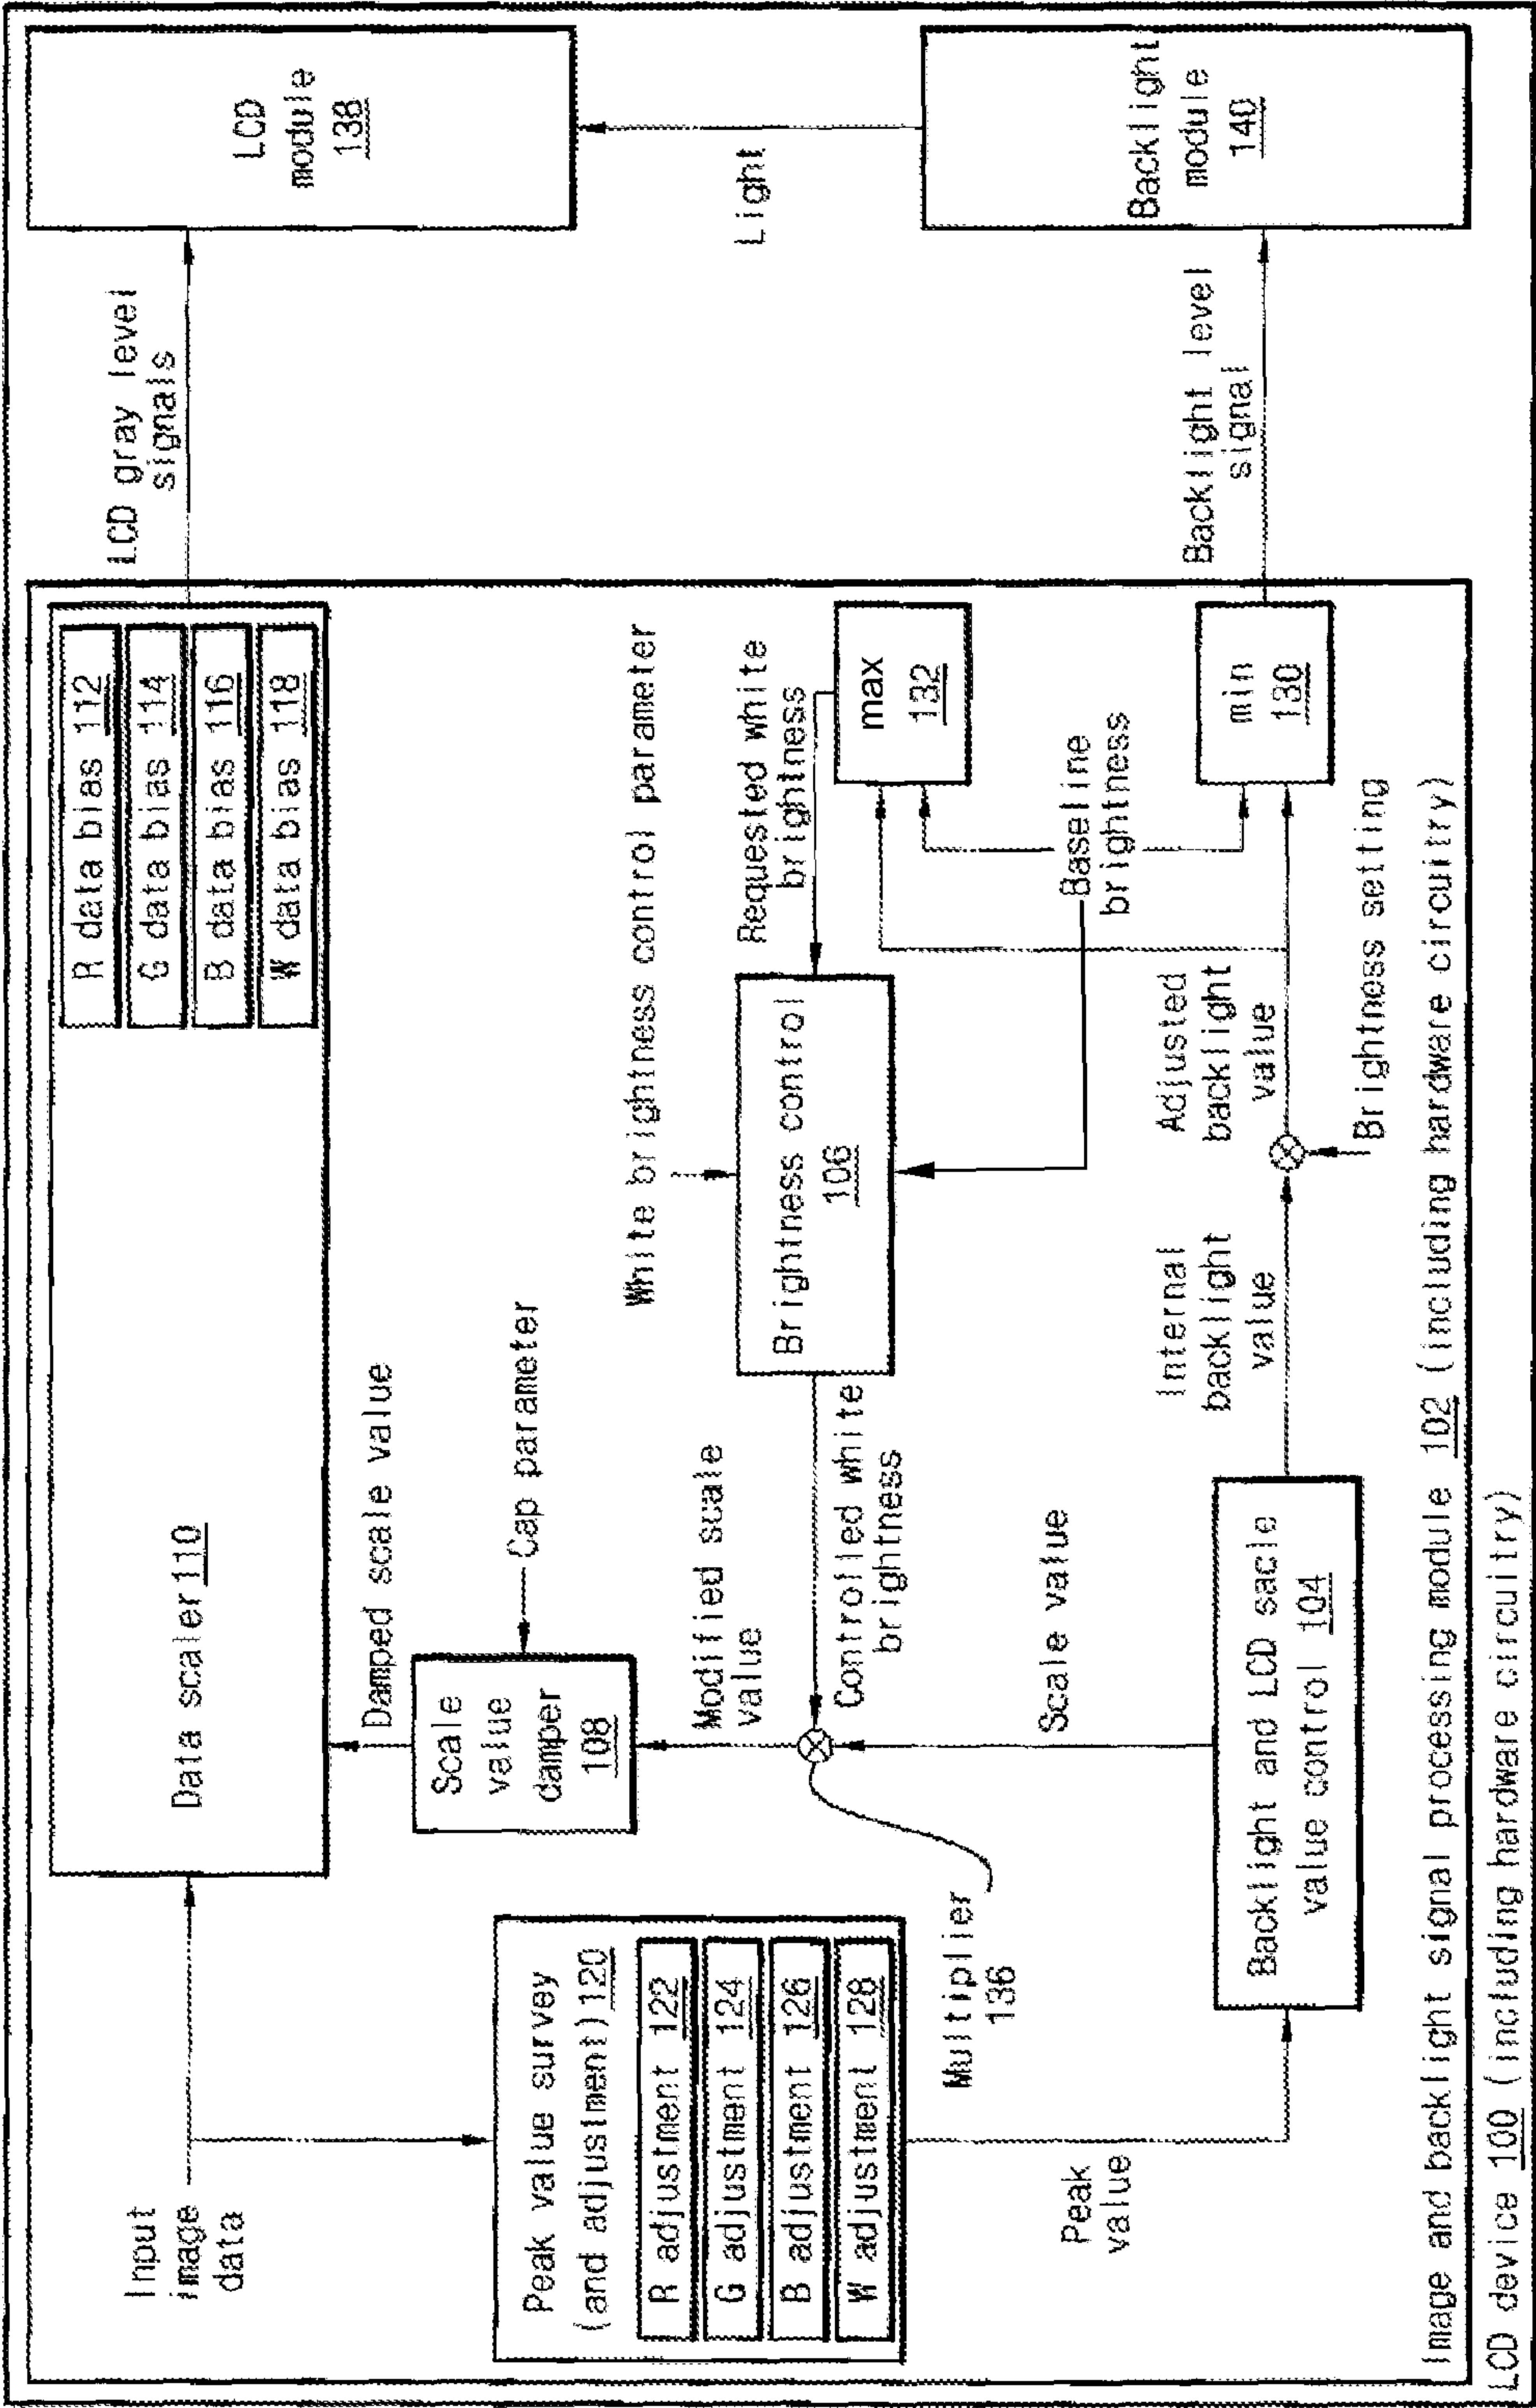 Input
image
data
Data scaler 110
R data bias 112
G data bias 114
B data bias 116
W data bias 118
LCD gray level
signals
LCD
module
138
Peak value survey
(and adjustment) 120
R adjustment 122
G adjustment 124
B adjustment 126
W adjustment 128
Damped scale value
Scale
value
damper
108
Cap parameter
Modified scale
value
Multiplier
136
Controlled white
brightness
White brightness control parameter
Brightness control
106
Requested white
brightness
max
132
Baseline
brightness
Light
Peak
value
Scale value
Backlight and LCD sacle
value control 104
Internal
backlight
value
Adjusted
backlight
value
Brightness setting
min
130
Backlight level
signal
Backlight
module
140
Image and backlight signal processing module 102 (including hardware circuitry)
LCD device 100 (including hardware circuitry)